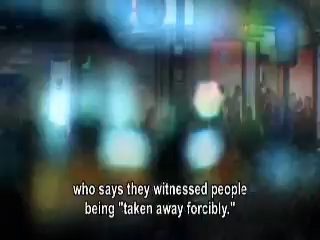 who says they witnessed people
being "taken away forcibly."